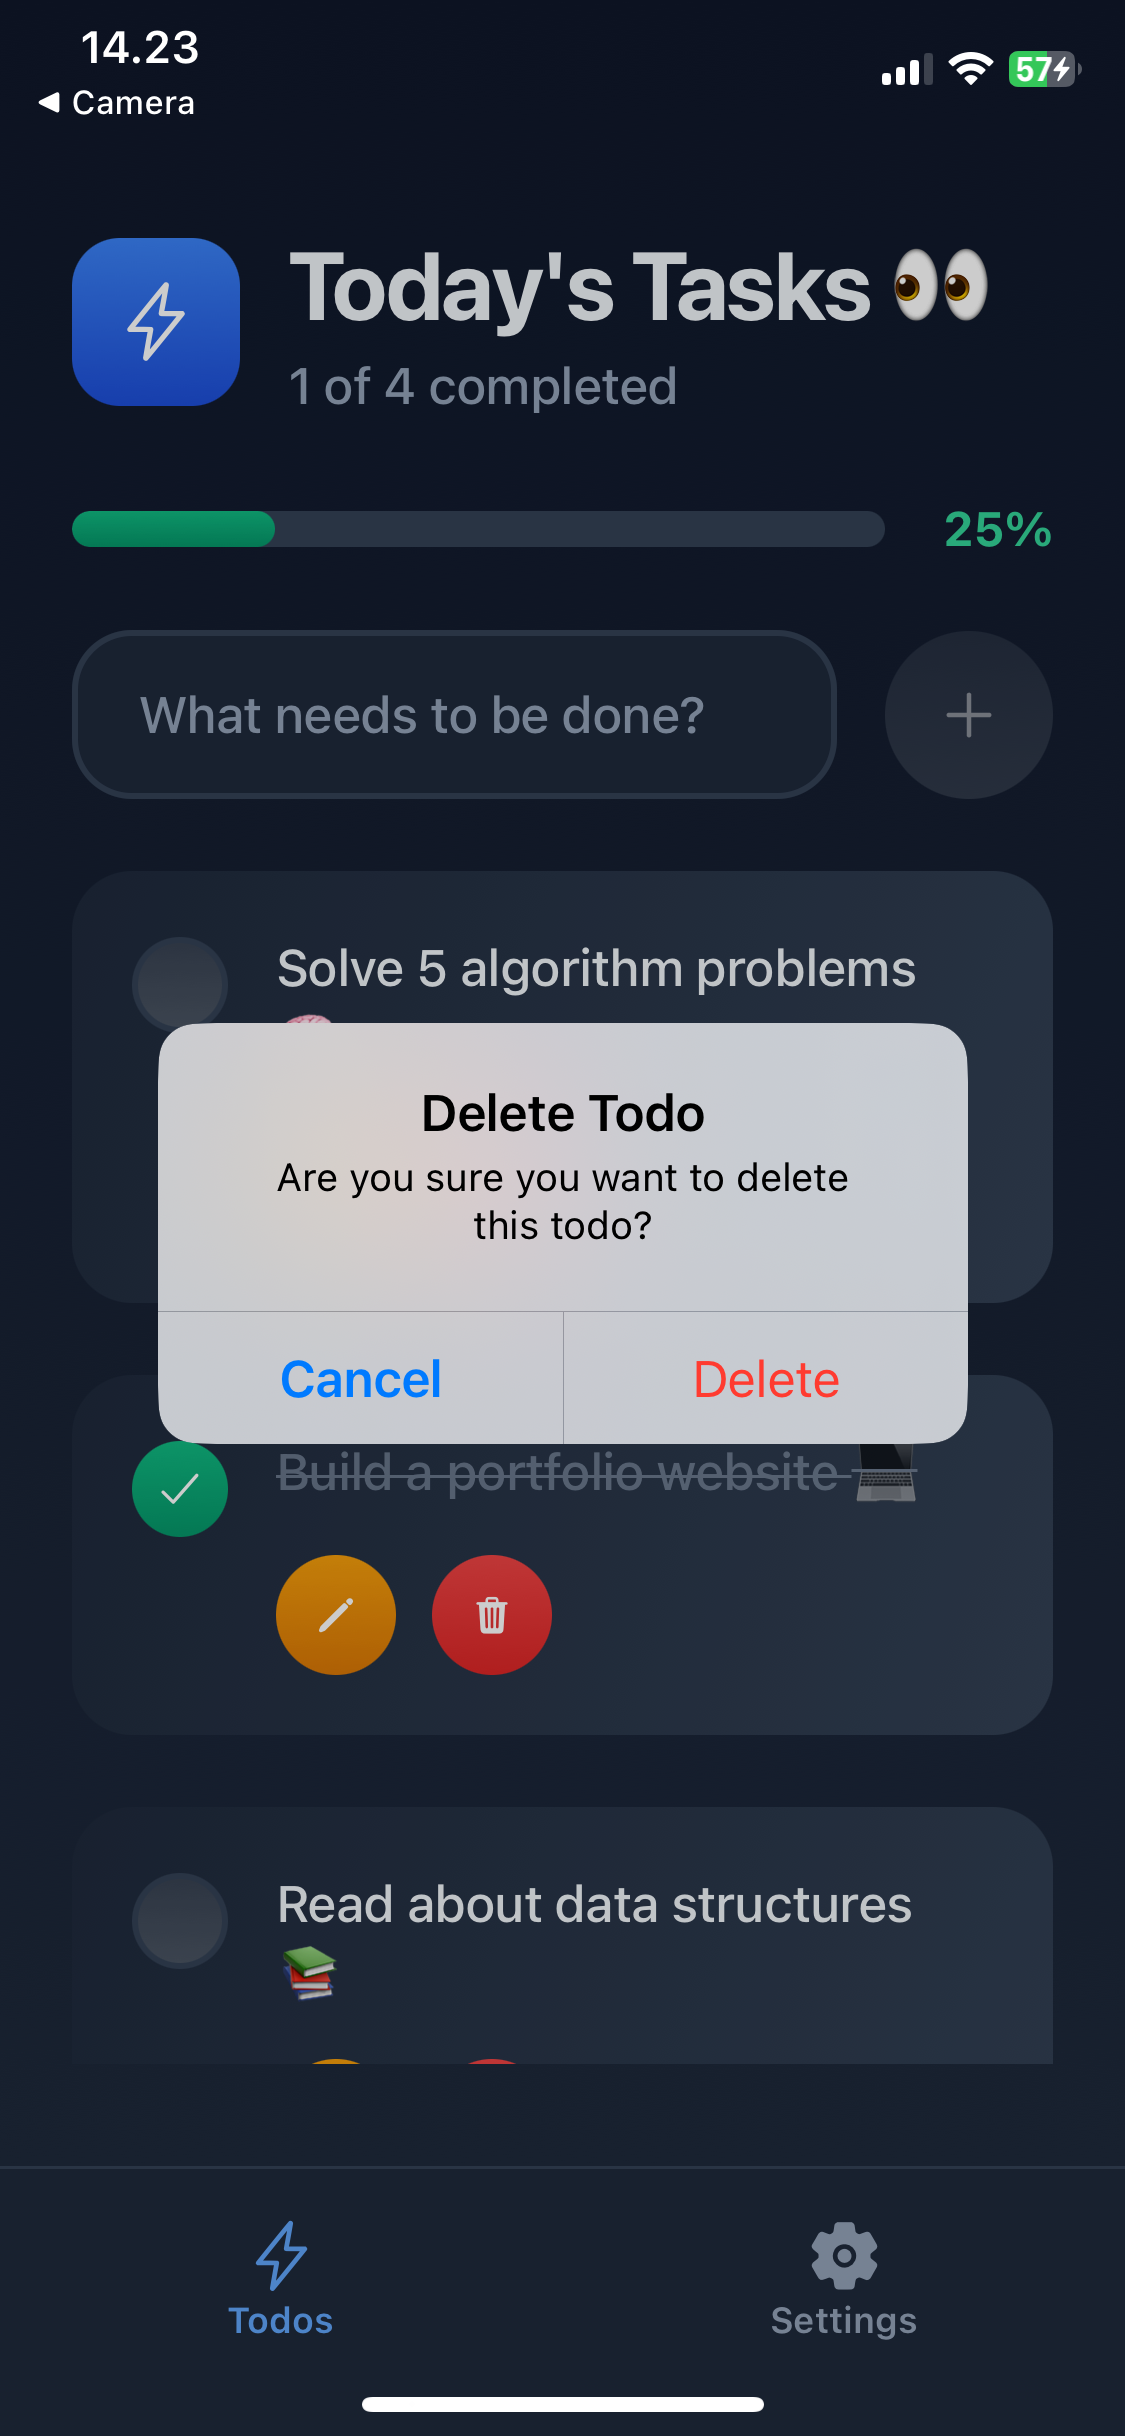 14.23
◀ Camera
57
Today's Tasks 👀
1 of 4 completed
25%
What needs to be done?
Solve 5 algorithm problems
Delete Todo
Are you sure you want to delete
this todo?
Cancel
Delete
Build a portfolio website 💻
Read about data structures
📚
Todos
Settings